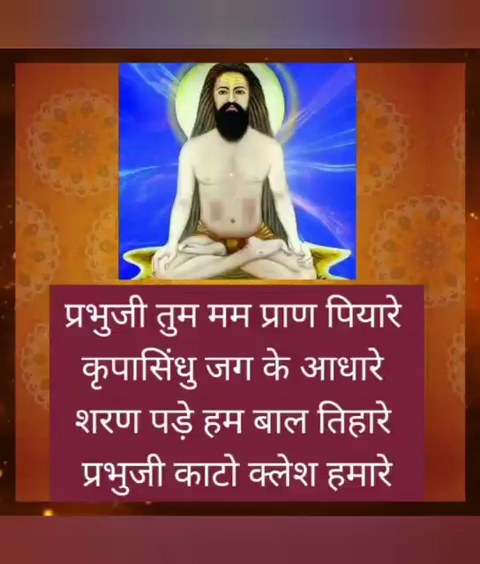 प्रभुजी तुम मम प्राण पियारे
कृपासिंधु जग के आधारे
शरण पड़े हम बाल तिहारे
प्रभुजी काटो क्लेश हमारे